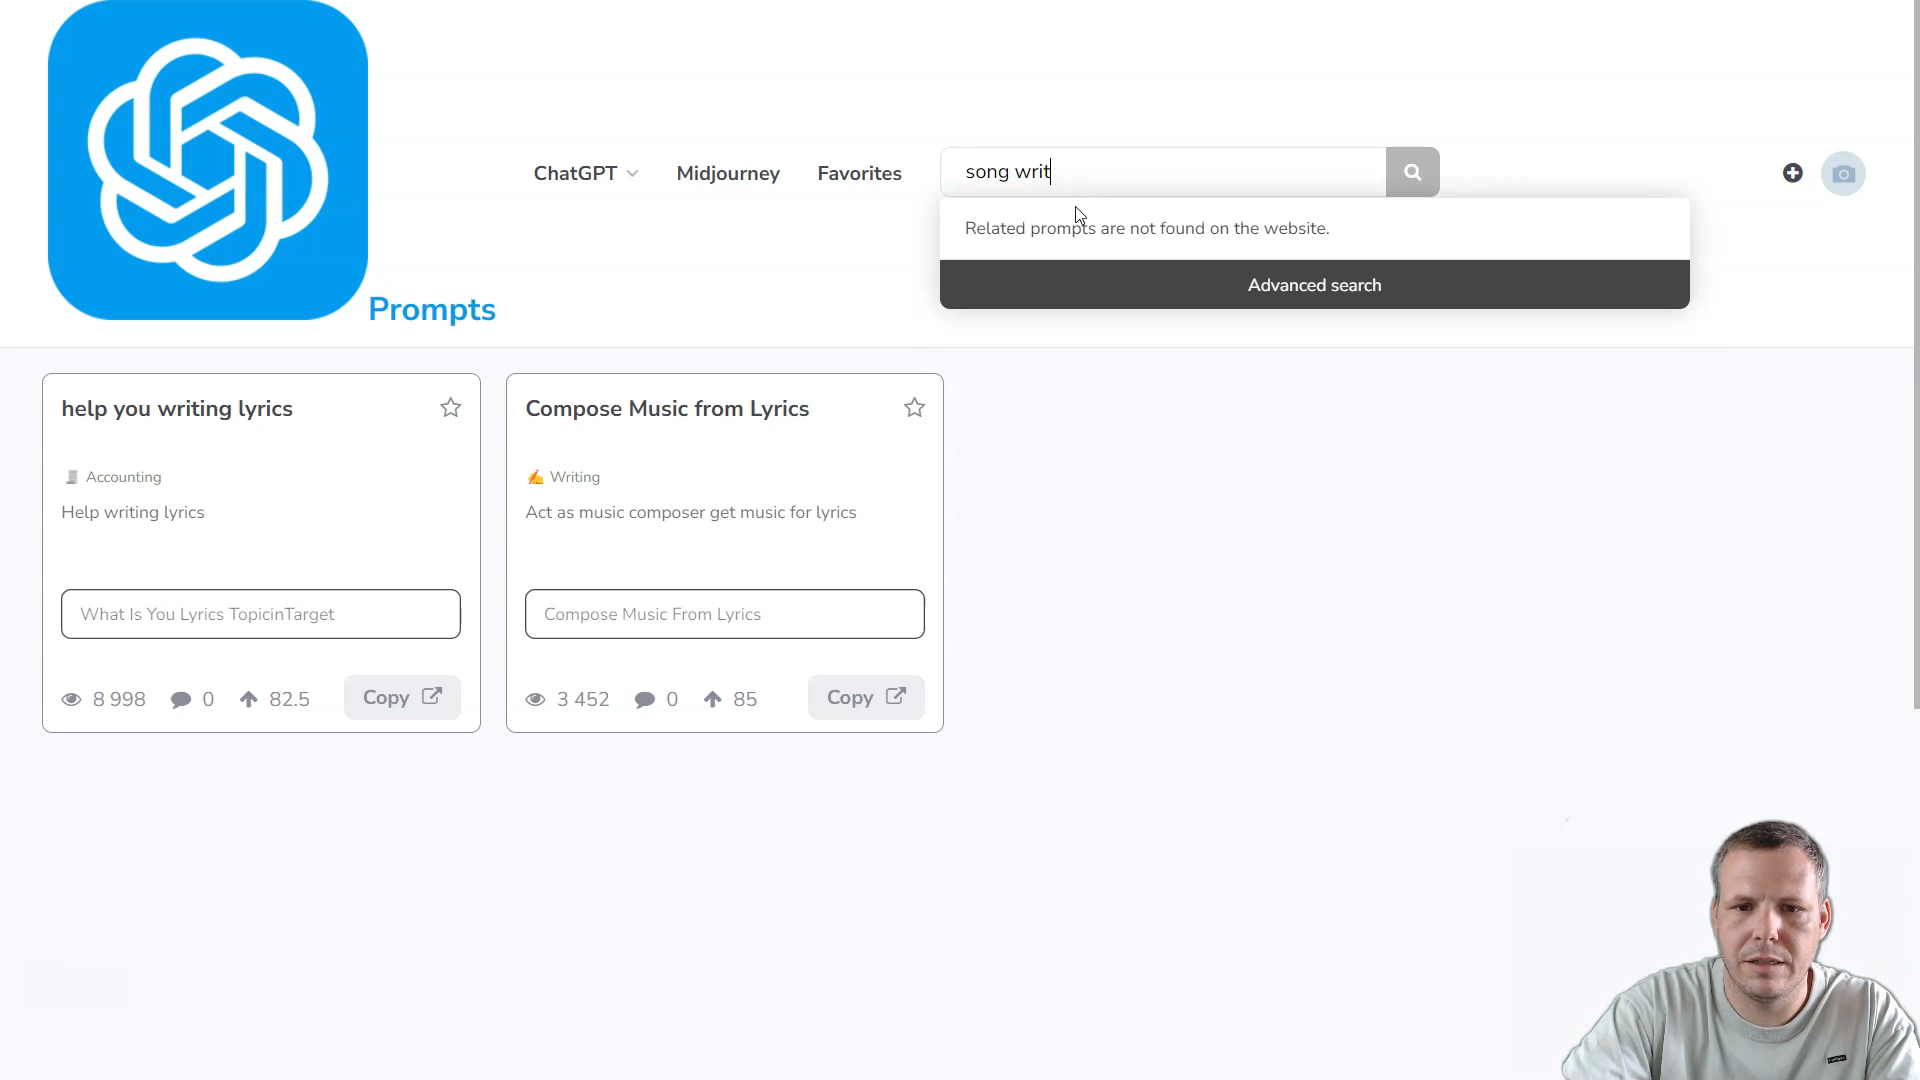 Prompts
ChatGPT
Midjourney
Favorites
song writ
Related prompts are not found on the website.
Advanced search
help you writing lyrics
Accounting
Help writing lyrics
What Is You Lyrics TopicinTarget
8 998
0
82.5
Copy
Compose Music from Lyrics
Writing
Act as music composer get music for lyrics
Compose Music From Lyrics
3 452
0
85
Copy